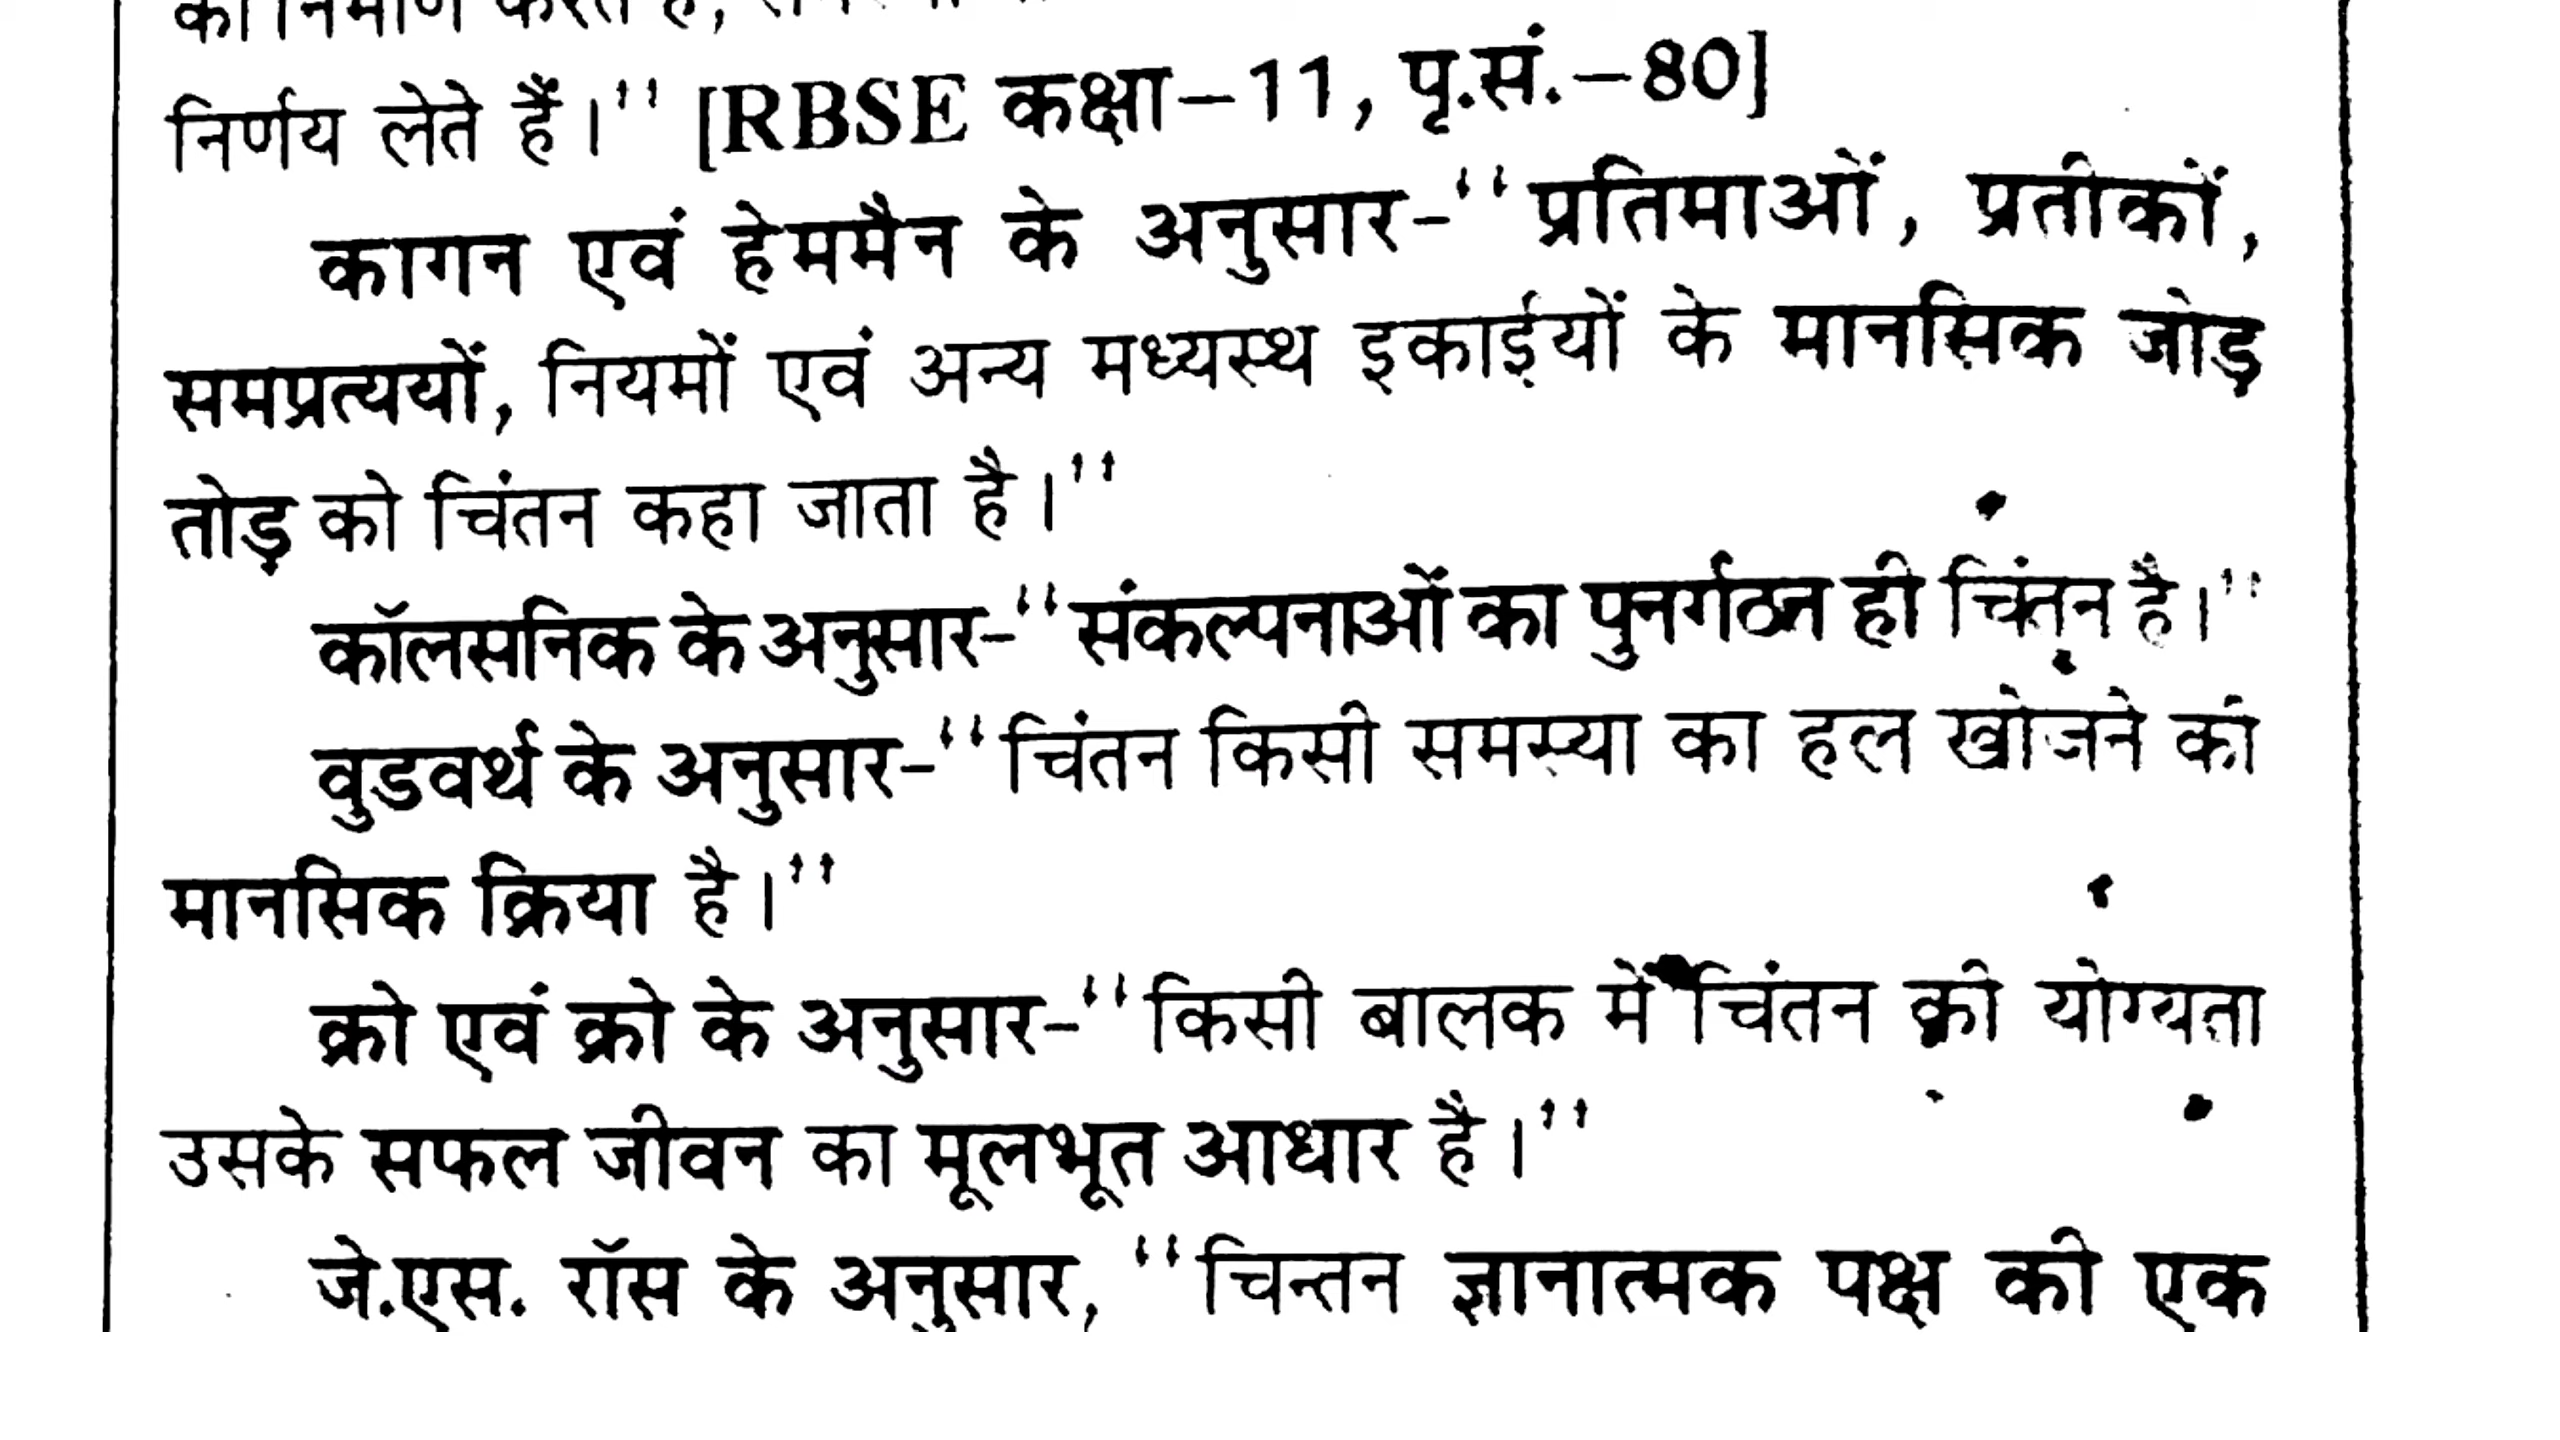 का निर्माण करते हैं,
निर्णय लेते हैं।'' [RBSE कक्षा–11, पृ.सं.–80]
कागन एवं हेममैन के अनुसार-''प्रतिमाओं, प्रतीकों,
समप्रत्ययों, नियमों एवं अन्य मध्यस्थ इकाईयों के मानसिक जोड़
तोड़ को चिंतन कहा जाता है।''
कॉलसनिक के अनुसार-''संकल्पनाओं का पुनर्गठन ही चिंतन है।''
वुडवर्थ के अनुसार-''चिंतन किसी समस्या का हल खोजने की
मानसिक क्रिया है।''
क्रो एवं क्रो के अनुसार-''किसी बालक में चिंतन की योग्यता
उसके सफल जीवन का मूलभूत आधार है।''
जे.एस. रॉस के अनुसार, ''चिन्तन ज्ञानात्मक पक्ष की एक